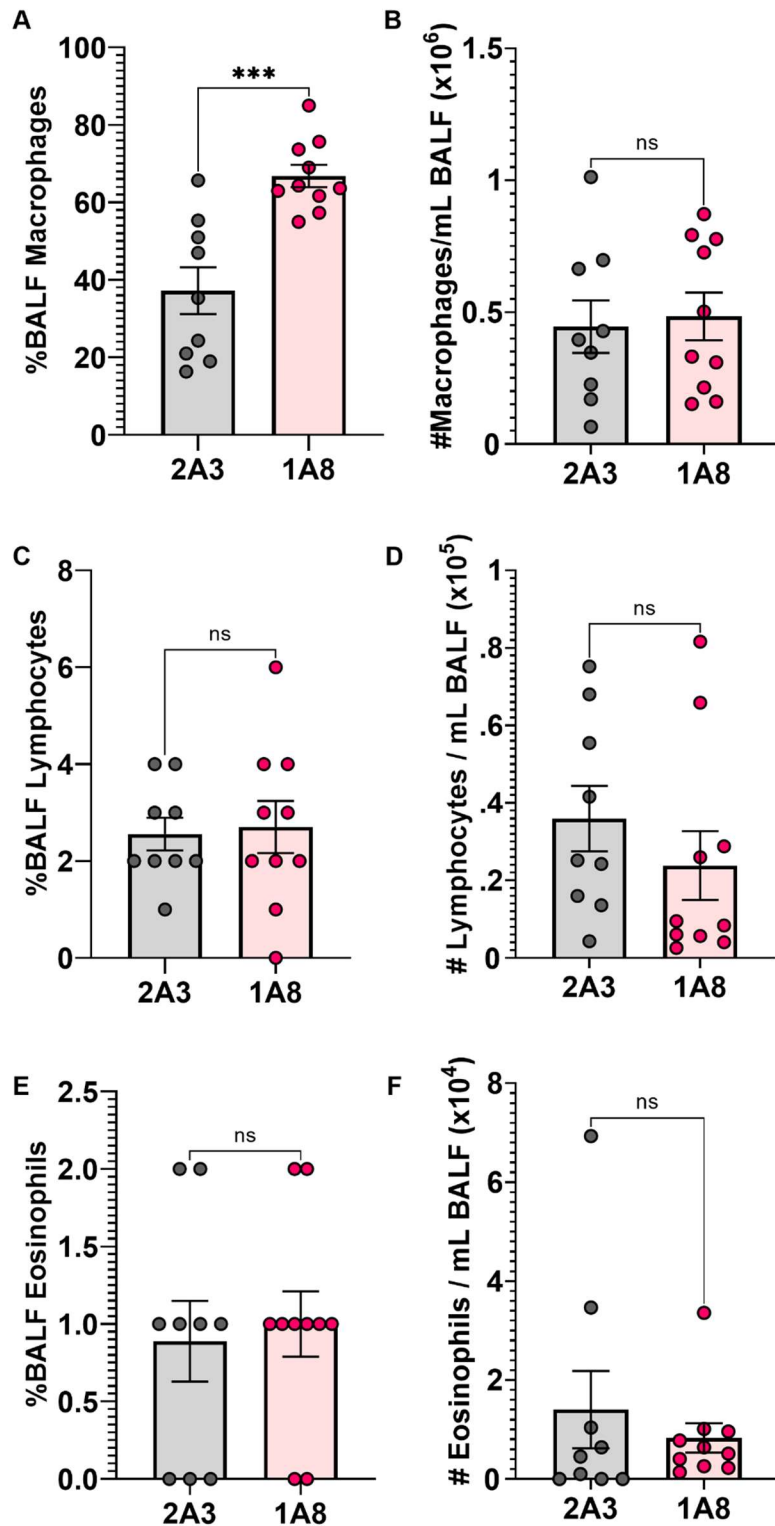 A
%BALF Macrophages
100
80
60
40
20
0
***
2A3
1A8
B
#Macrophages/mL BALF (x10⁶)
1.5
1
0.5
0
ns
2A3
1A8
C
%BALF Lymphocytes
8
6
4
2
0
ns
2A3
1A8
D
# Lymphocytes / mL BALF (x10⁵)
1
.8
.6
.4
.2
0
ns
2A3
1A8
E
%BALF Eosinophils
2.5
2.0
1.5
1.0
0.5
0.0
ns
2A3
1A8
F
# Eosinophils / mL BALF (x10⁴)
8
6
4
2
0
ns
2A3
1A8